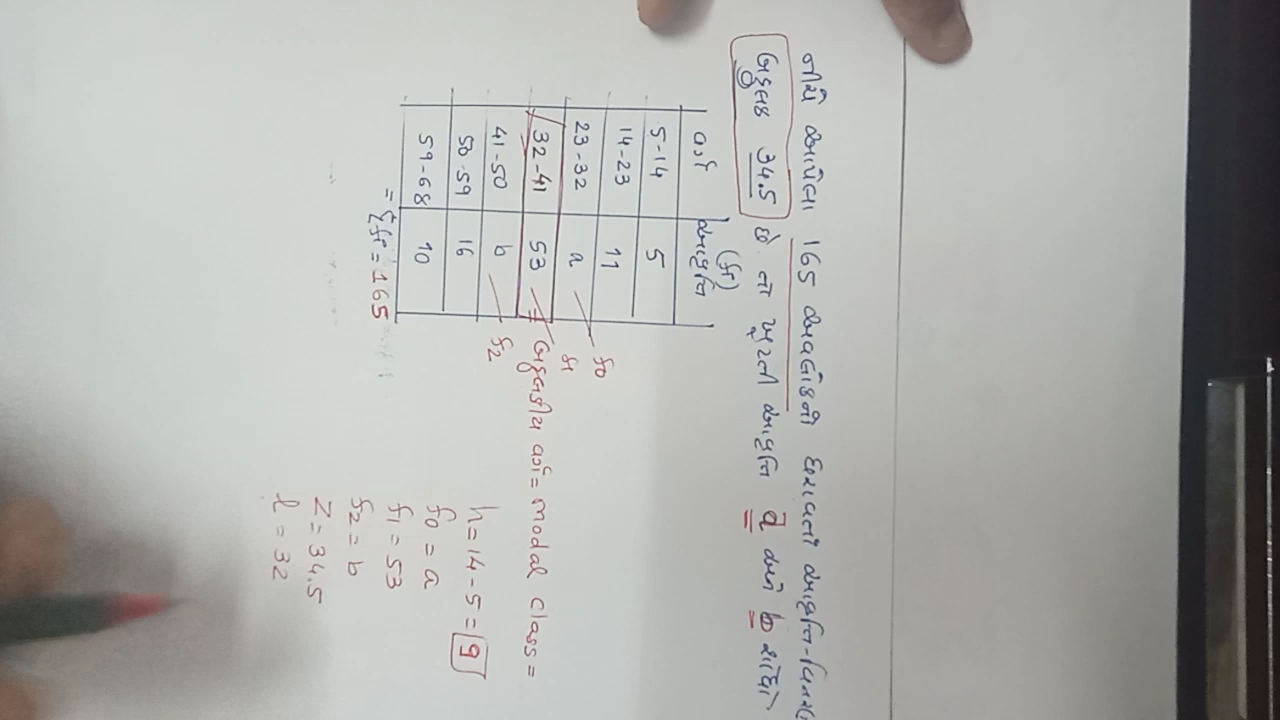 નીચે આપેલા 165 અવલોકનો ધરાવતા આવૃત્તિ-વિતરણ
બહુલક 34.5 છે તો ખૂટતી આવૃત્તિ a અને b શોધો
વર્ગ આવૃત્તિ (fi)
5-14 5
14-23 11
23-32 a f0
32-41 53 f1 બહુલકીય વર્ગ = modal class =
41-50 b f2
50-59 16
59-68 10
= Σfi = 165
h = 14 - 5 = 9
f0 = a
f1 = 53
f2 = b
Z = 34.5
l = 32